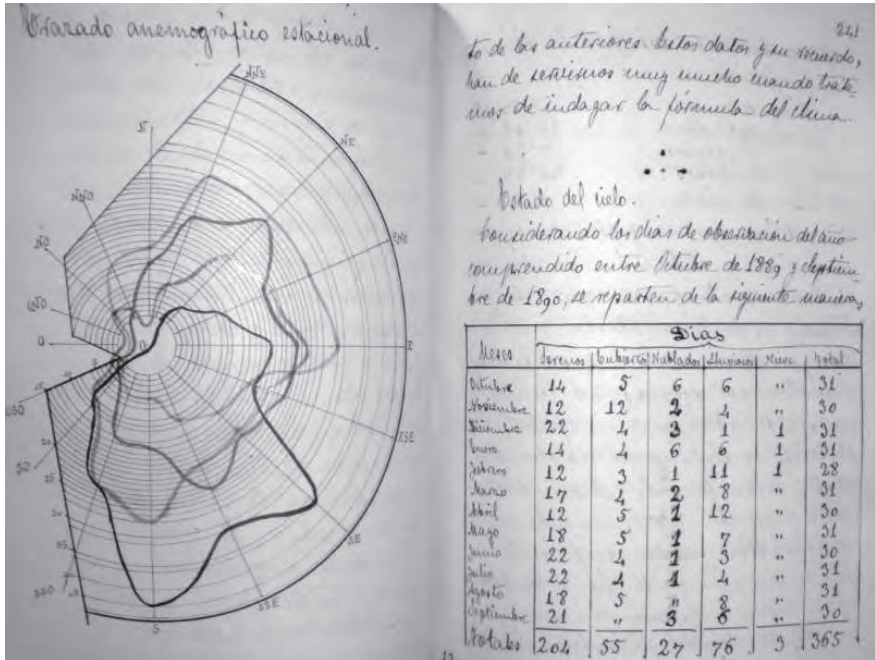 Trazado anemográfico estacional.
NNE
N
NE
NNO
NO
ENE
ONO
O
E
ESE
OSO
SO
SE
SSO
SSE
S
241
to de las anteriores. Estos datos y su recuerdo,
han de servirnos muy mucho cuando trate-
mos de indagar la fórmula del clima.
Estado del cielo.
Considerando los días de observación del año
comprendido entre Octubre de 1889 y Septiem-
bre de 1890, se reparten de la siguiente manera,
Días
Meses Serenos Cubiertos Nublados Lluviosos Nieve Total
Octubre 14 5 6 6 " 31
Noviembre 12 12 2 4 " 30
Diciembre 22 4 3 1 1 31
Enero 14 4 6 6 1 31
Febrero 12 3 1 11 1 28
Marzo 17 4 2 8 " 31
Abril 12 5 1 12 " 30
Mayo 18 5 1 7 " 31
Junio 22 4 1 3 " 30
Julio 22 4 1 4 " 31
Agosto 18 5 " 8 " 31
Septiembre 21 " 3 6 " 30
Totales 204 55 27 76 3 365